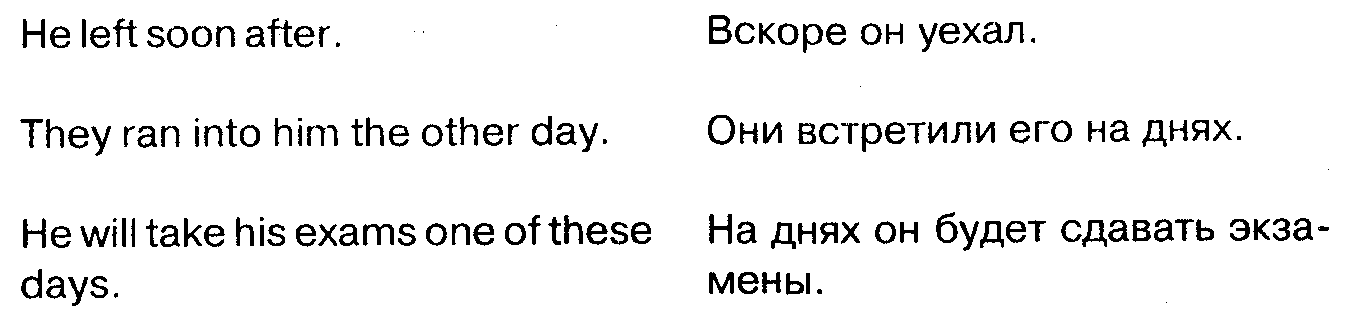 He left soon after. Вскоре он уехал.
They ran into him the other day. Они встретили его на днях.
He will take his exams one of these На днях он будет сдавать экза-
days. мены.